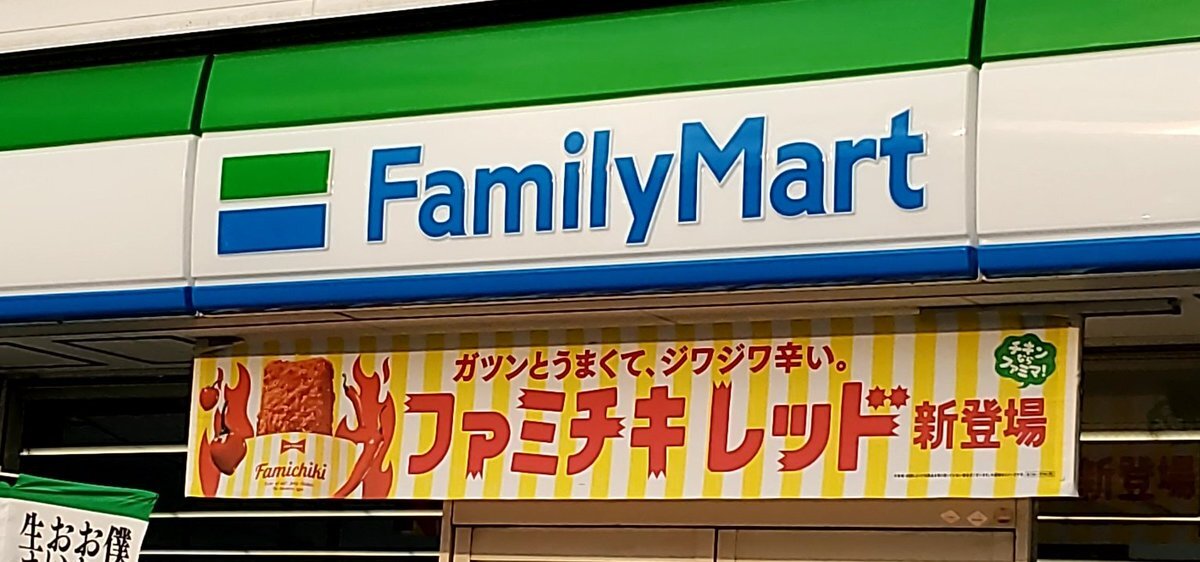 FamilyMart
ガツンとうまくて、ジワジワ辛い。
ファミチキレッド 新登場
チキン
なら
ファミマ!
Famichiki
新登場
僕
お
おい
生